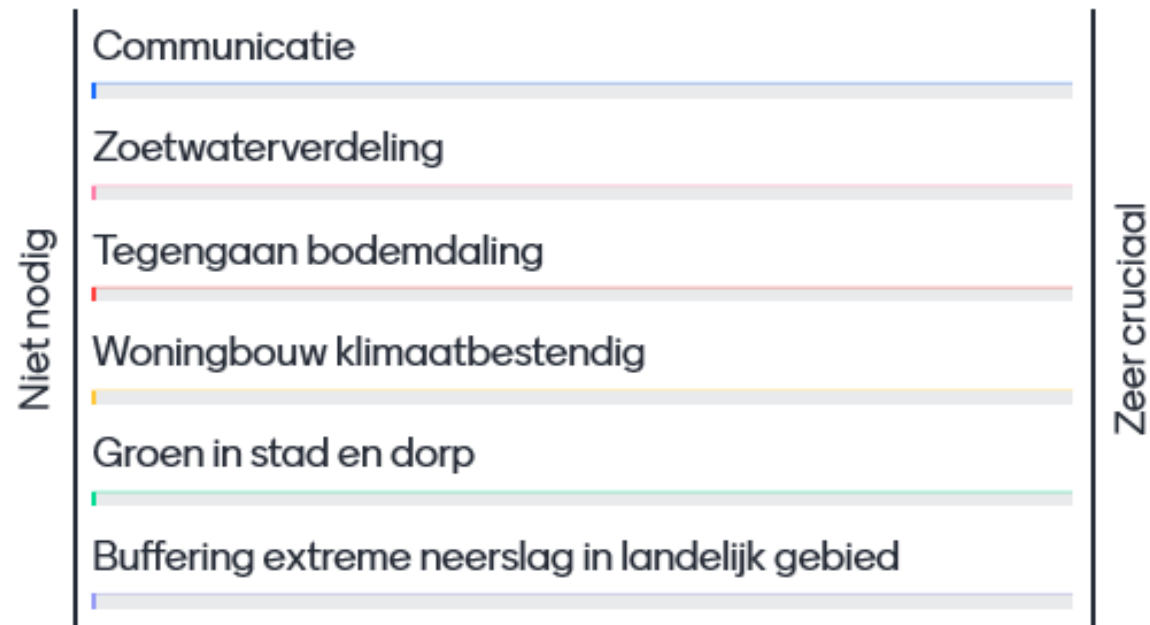 Communicatie
Zoetwaterverdeling
Tegengaan bodemdaling
Woningbouw klimaatbestendig
Groen in stad en dorp
Buffering extreme neerslag in landelijk gebied
Niet nodig
Zeer cruciaal